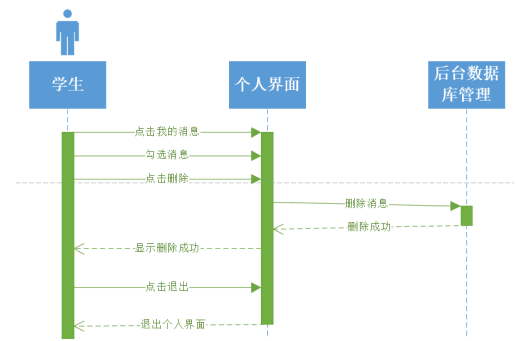 学生
个人界面
后台数据
库管理
点击我的消息
勾选消息
点击删除
删除消息
删除成功
显示删除成功
点击退出
退出个人界面